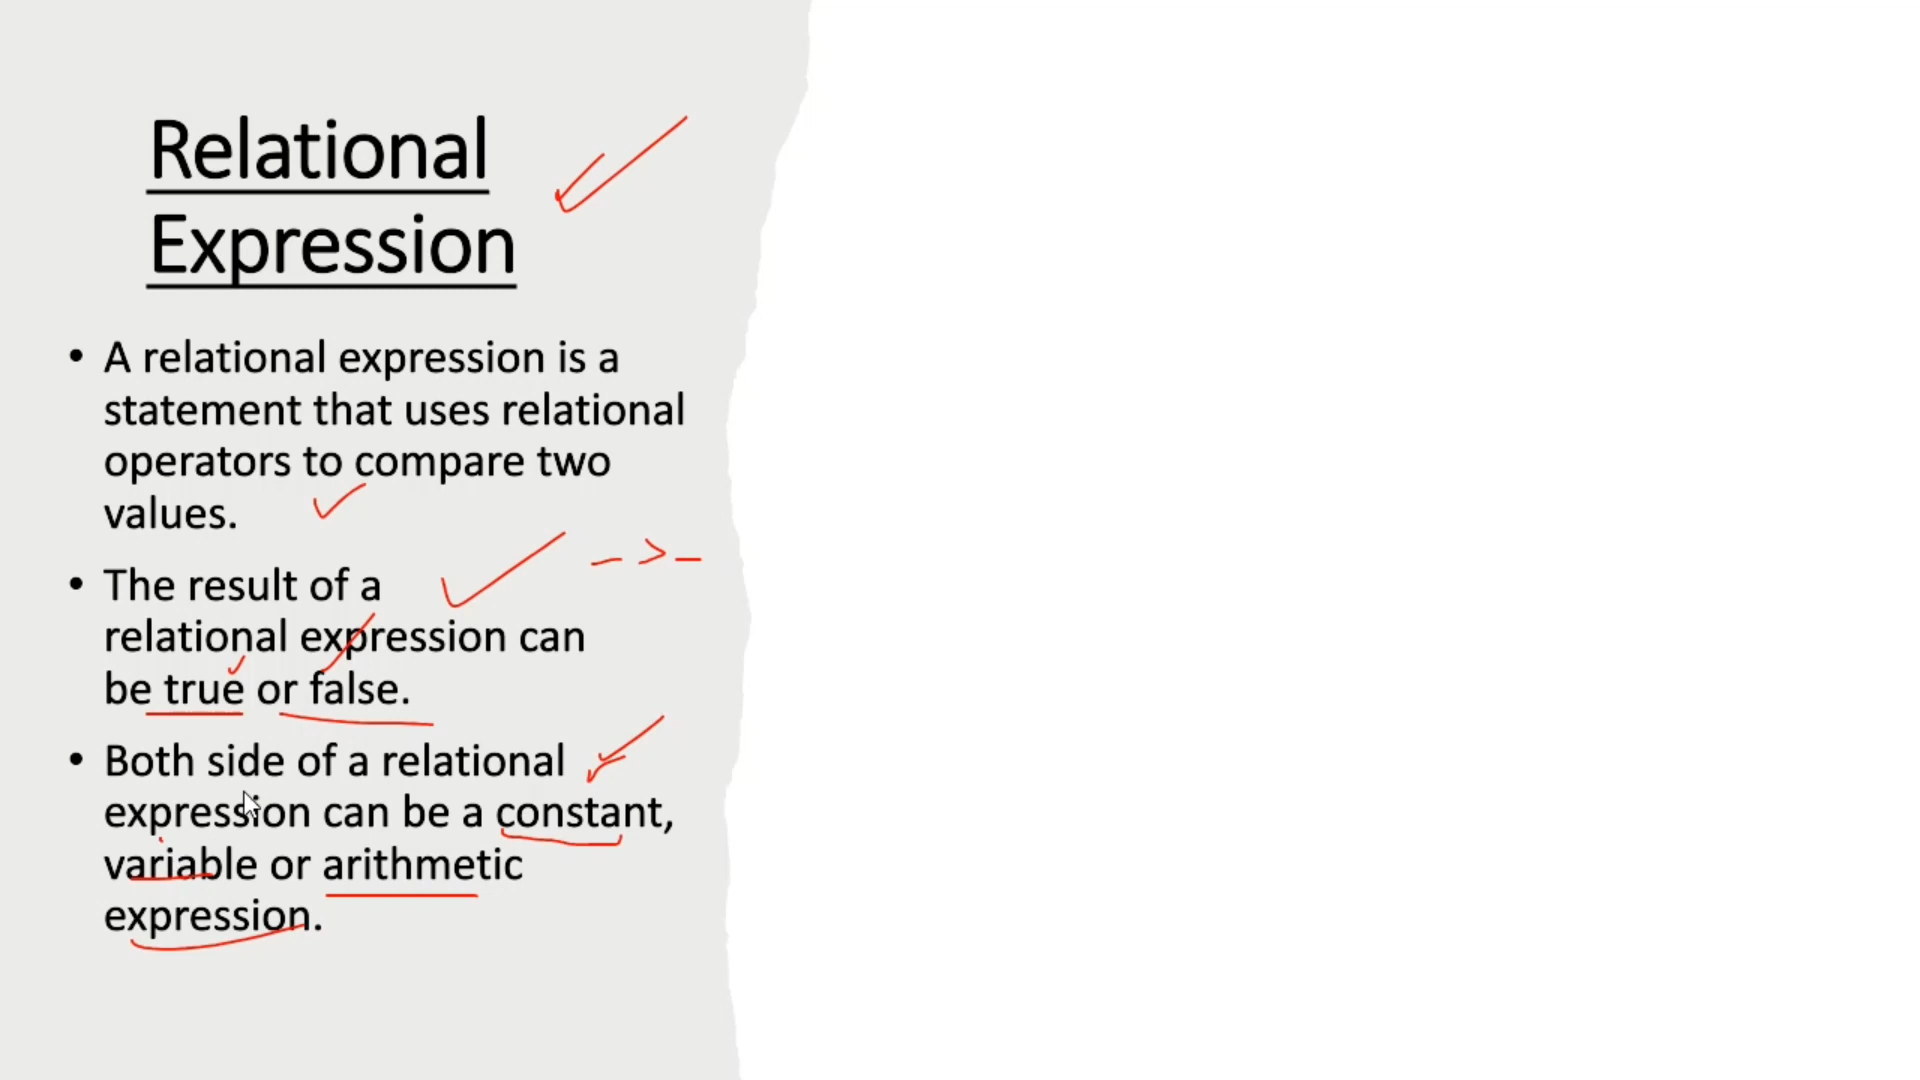 Relational
Expression
• A relational expression is a
statement that uses relational
operators to compare two
values.
_ > _
• The result of a
relational expression can
be true or false.
• Both side of a relational
expression can be a constant,
variable or arithmetic
expression.